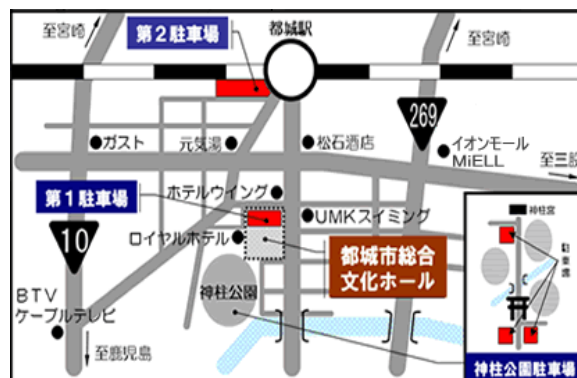 至宮崎
第2駐車場
都城駅
至宮崎
269
ガスト
元気湯
松石酒店
イオンモール
MiELL
至三股
第1駐車場
ホテルウイング
UMKスイミング
10
ロイヤルホテル
都城市総合
文化ホール
神柱公園
BTV
ケーブルテレビ
至鹿児島
神柱宮
駐車場
神柱公園駐車場